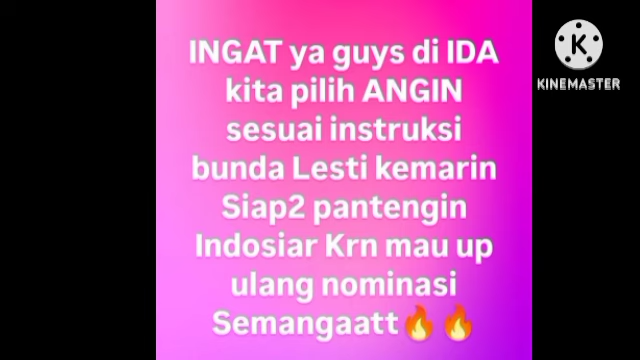 INGAT ya guys di IDA
kita pilih ANGIN
sesuai instruksi
bunda Lesti kemarin
Siap2 pantengin
Indosiar Krn mau up
ulang nominasi
Semangaatt🔥🔥
K
KINEMASTER